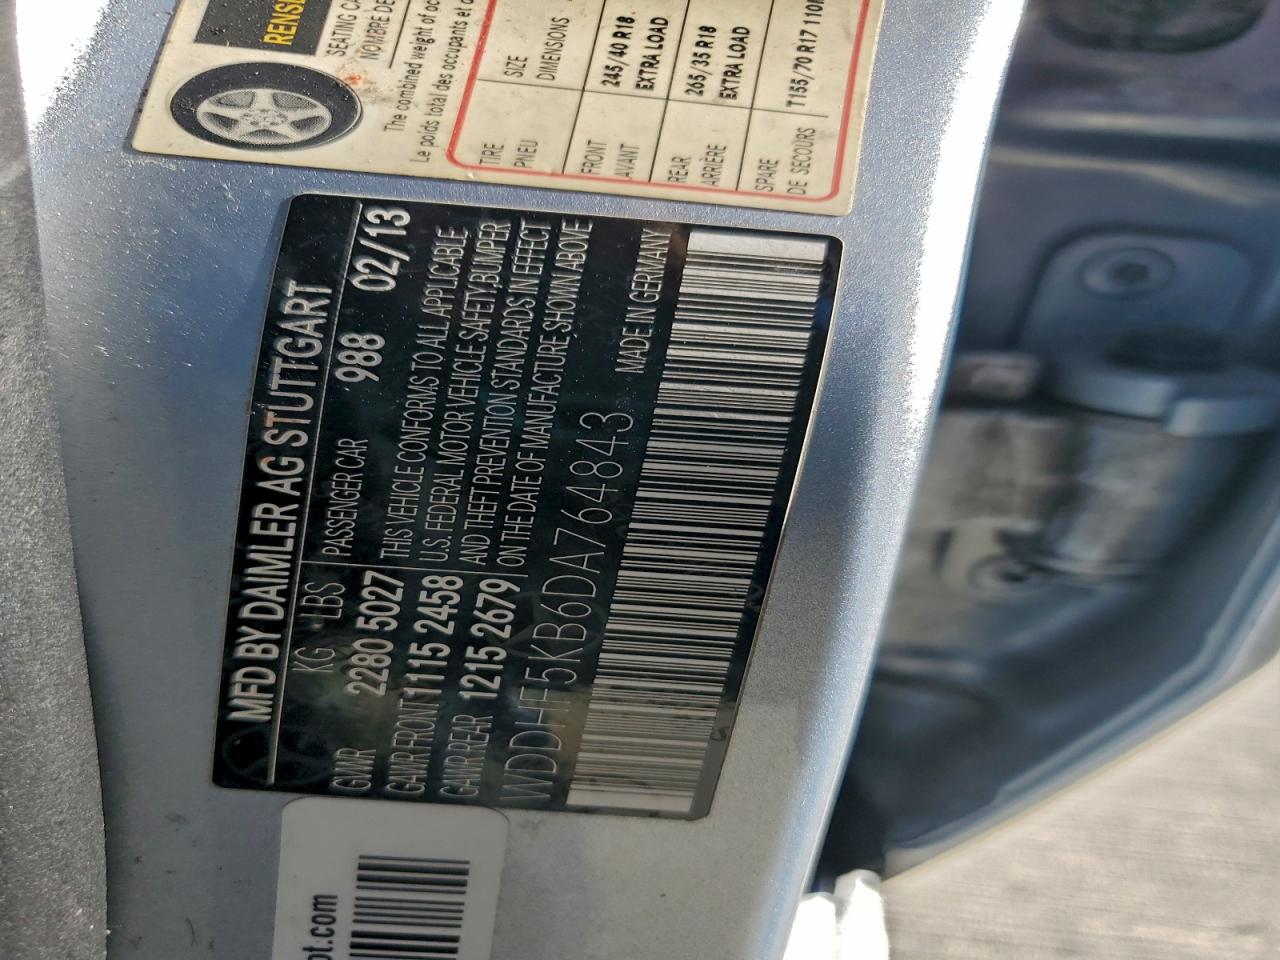 RENSE
SEATING CA
NOMBRE DE
The combined weight of oc
Le poids total des occupants et d
TIRE SIZE
PNEU DIMENSIONS
FRONT 245/40 R18
AVANT EXTRA LOAD
REAR 265/35 R18
ARRIÈRE EXTRA LOAD
SPARE T155/70 R17 110
DE SECOURS
MFD BY DAIMLER AG STUTTGART
KG LBS PASSENGER CAR 988 02/13
GVWR 2280 5027 THIS VEHICLE CONFORMS TO ALL APPLICABLE
GAWR FRONT 1115 2458 U.S. FEDERAL MOTOR VEHICLE SAFETY, BUMPER
GAWR REAR 1215 2679 AND THEFT PREVENTION STANDARDS IN EFFECT
ON THE DATE OF MANUFACTURE SHOWN ABOVE
WDDHF5KB6DA764843 MADE IN GERMANY
S
ot.com